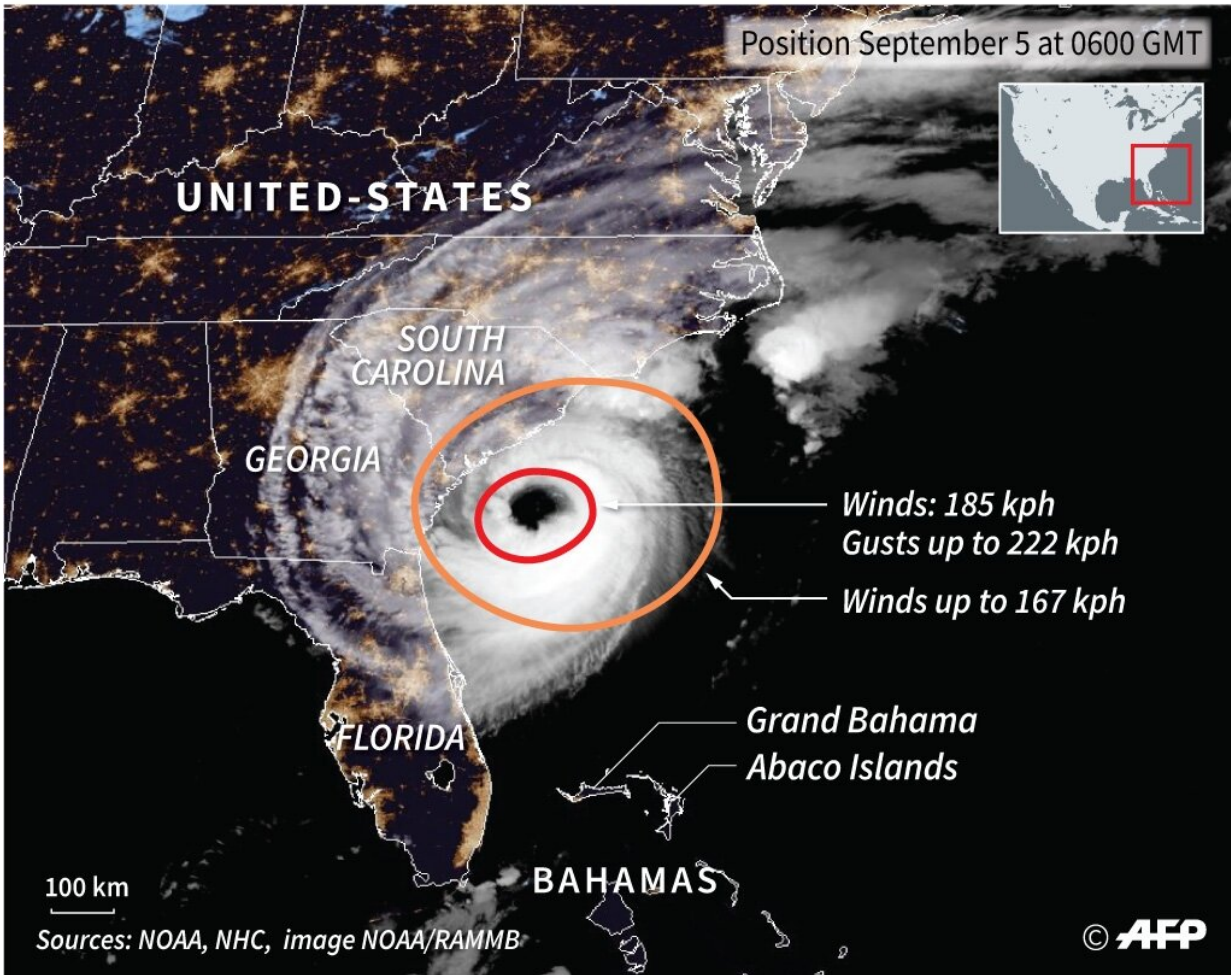 Position September 5 at 0600 GMT
UNITED-STATES
SOUTH
CAROLINA
GEORGIA
Winds: 185 kph
Gusts up to 222 kph
Winds up to 167 kph
FLORIDA
Grand Bahama
Abaco Islands
BAHAMAS
100 km
Sources: NOAA, NHC, image NOAA/RAMMB
© AFP